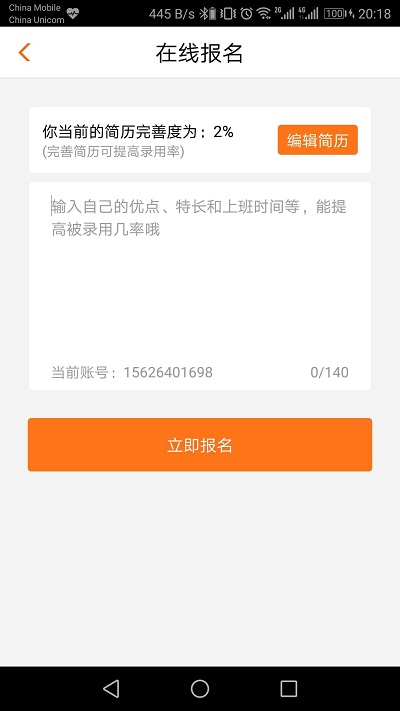 China Mobile
China Unicom
445 B/s
2G
4G
100
20:18
在线报名
你当前的简历完善度为：2%
(完善简历可提高录用率)
编辑简历
输入自己的优点、特长和上班时间等，能提
高被录用几率哦
当前账号：15626401698
0/140
立即报名